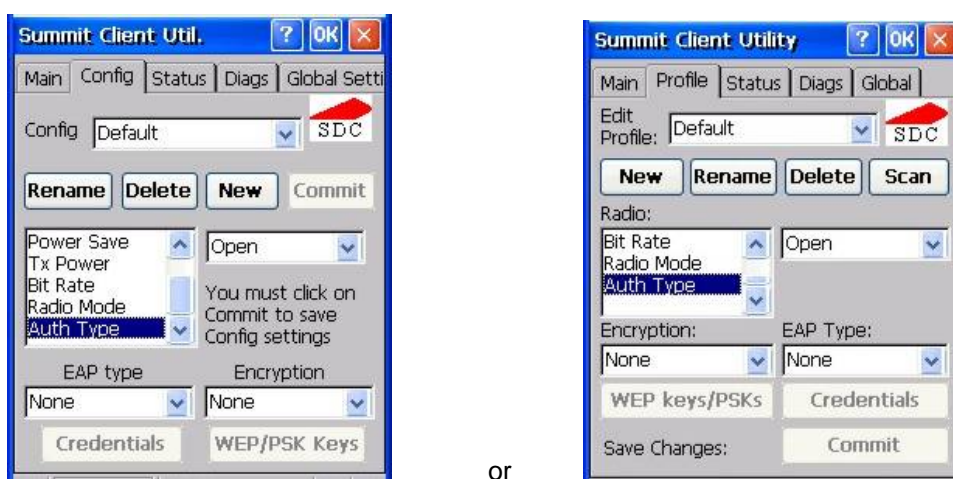 Summit Client Util. ? OK
Main Config Status Diags Global Setti
Config Default SDC
Rename Delete New Commit
Power Save
Tx Power
Bit Rate
Radio Mode
Auth Type
Open
You must click on
Commit to save
Config settings
EAP type Encryption
None None
Credentials WEP/PSK Keys
or
Summit Client Utility ? OK
Main Profile Status Diags Global
Edit
Profile: Default SDC
New Rename Delete Scan
Radio:
Bit Rate
Radio Mode
Auth Type
Open
Encryption: EAP Type:
None None
WEP keys/PSKs Credentials
Save Changes: Commit